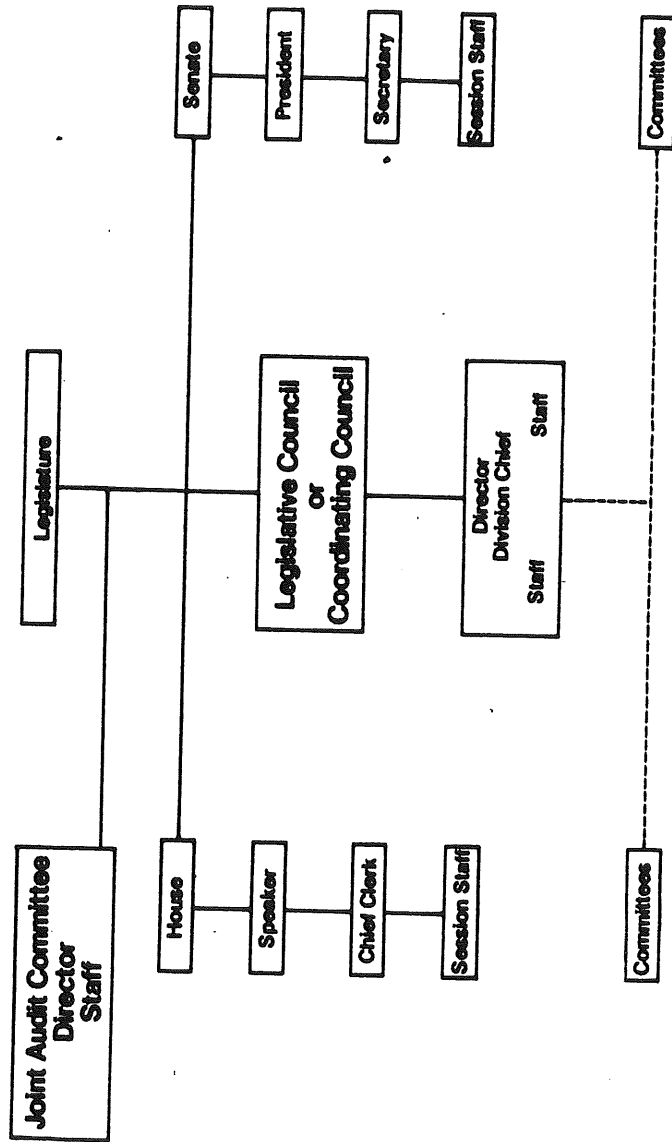 Legislature
Joint Audit Committee
Director
Staff
House
Senate
Speaker
Legislative Council
or
Coordinating Council
President
Chief Clerk
Secretary
Session Staff
Director
Division Chief
Staff Staff
Session Staff
Committees
Committees